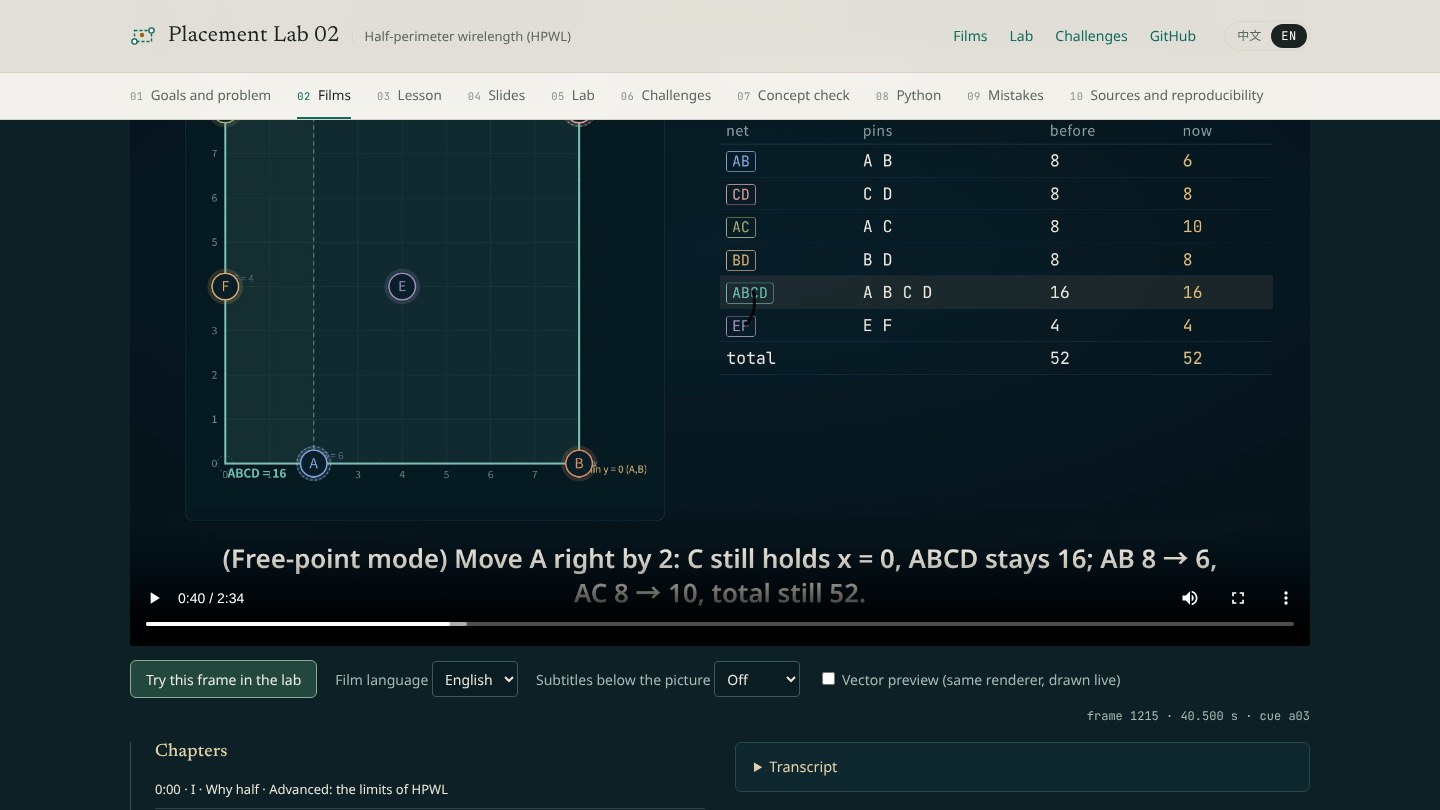 Placement Lab 02 Half-perimeter wirelength (HPWL) Films Lab Challenges GitHub 中文 EN
01 Goals and problem 02 Films 03 Lesson 04 Slides 05 Lab 06 Challenges 07 Concept check 08 Python 09 Mistakes 10 Sources and reproducibility
net pins before now
AB A B 8 6
CD C D 8 8
AC A C 8 10
BD B D 8 8
ABCD A B C D 16 16
EF E F 4 4
total 52 52
7
6
5
F = 4 E
3
2
1
0 A = 6 B min y = 0 (A,B)
ABCD = 16 3 4 5 6 7
(Free-point mode) Move A right by 2: C still holds x = 0, ABCD stays 16; AB 8 → 6,
AC 8 → 10, total still 52.
0:40 / 2:34
Try this frame in the lab Film language English Subtitles below the picture Off Vector preview (same renderer, drawn live)
frame 1215 · 40.500 s · cue a03
Chapters
0:00 · I · Why half · Advanced: the limits of HPWL
Transcript